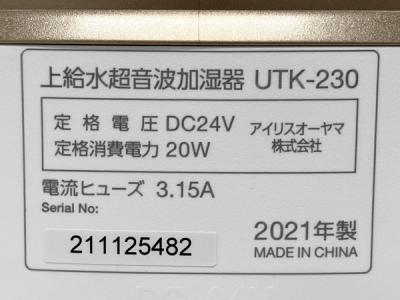 上給水超音波加湿器 UTK-230
定格電圧 DC24V
定格消費電力 20W
アイリスオーヤマ
株式会社
電流ヒューズ 3.15A
Serial No:
211125482
2021年製
MADE IN CHINA